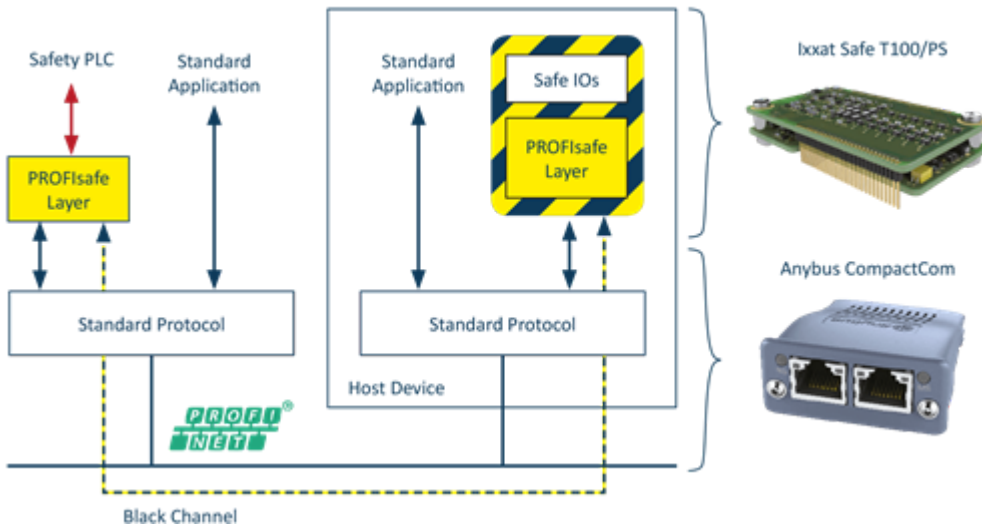 Safety PLC
Standard
Application
PROFIsafe
Layer
Standard Protocol
Standard
Application
Safe IOs
PROFIsafe
Layer
Standard Protocol
Host Device
PROFI
NET
®
Black Channel
Ixxat Safe T100/PS
Anybus CompactCom